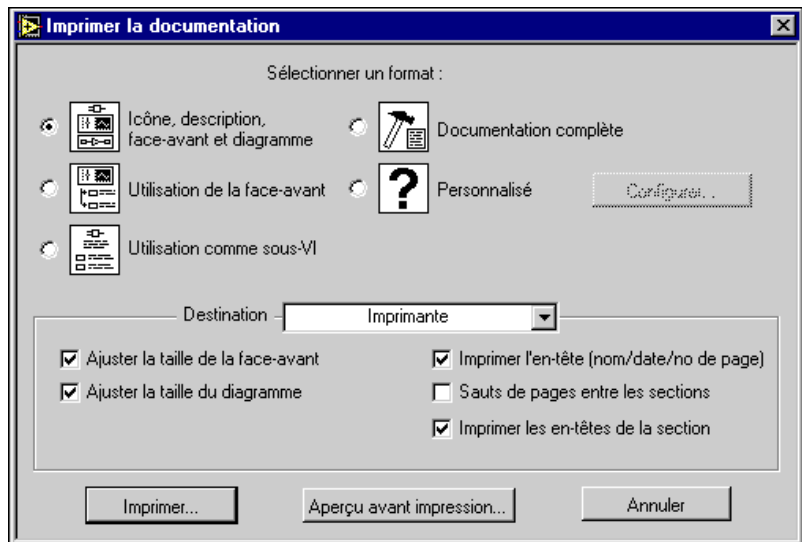 Imprimer la documentation
Sélectionner un format :
Icône, description,
face-avant et diagramme
Documentation complète
Utilisation de la face-avant
Personnalisé
Configurer...
Utilisation comme sous-VI
Destination
Imprimante
Ajuster la taille de la face-avant
Imprimer l'en-tête (nom/date/no de page)
Ajuster la taille du diagramme
Sauts de pages entre les sections
Imprimer les en-têtes de la section
Imprimer...
Aperçu avant impression...
Annuler